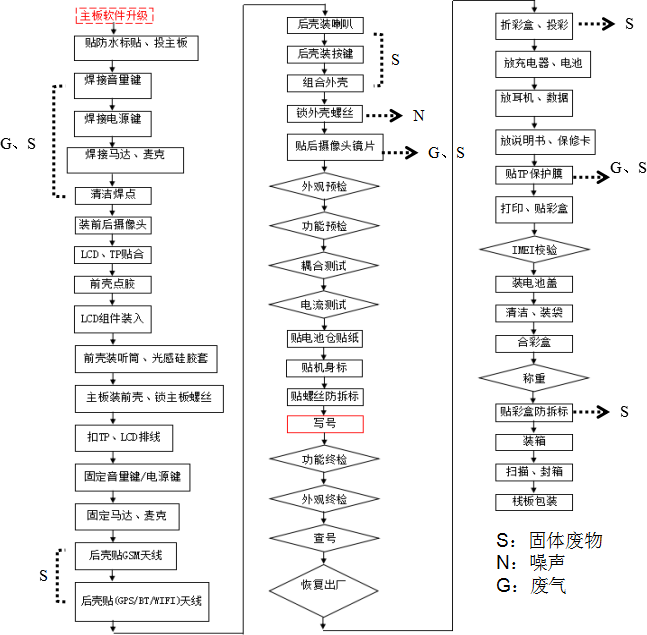 主板软件升级
贴防水标贴、投主板
焊接音量键
焊接电源键
焊接马达、麦克
清洁焊点
G、S
装前后摄像头
LCD、TP贴合
前壳点胶
LCD组件装入
前壳装听筒、光感硅胶套
主板装前壳、锁主板螺丝
扣TP、LCD排线
固定音量键/电源键
固定马达、麦克
后壳贴GSM天线
后壳贴(GPS/BT/WIFI)天线
S
后壳装喇叭
后壳装按键
组合外壳
S
锁外壳螺丝
N
贴后摄像头镜片
G、S
外观预检
功能预检
耦合测试
电流测试
贴电池仓贴纸
贴机身标
贴螺丝防拆标
写号
功能终检
外观终检
查号
恢复出厂
折彩盒、投彩
S
放充电器、电池
放耳机、数据
放说明书、保修卡
贴TP保护膜
G、S
打印、贴彩盒
IMEI校验
装电池盖
清洁、装袋
合彩盒
称重
贴彩盒防拆标
S
装箱
扫描、封箱
栈板包装
S：固体废物
N：噪声
G：废气